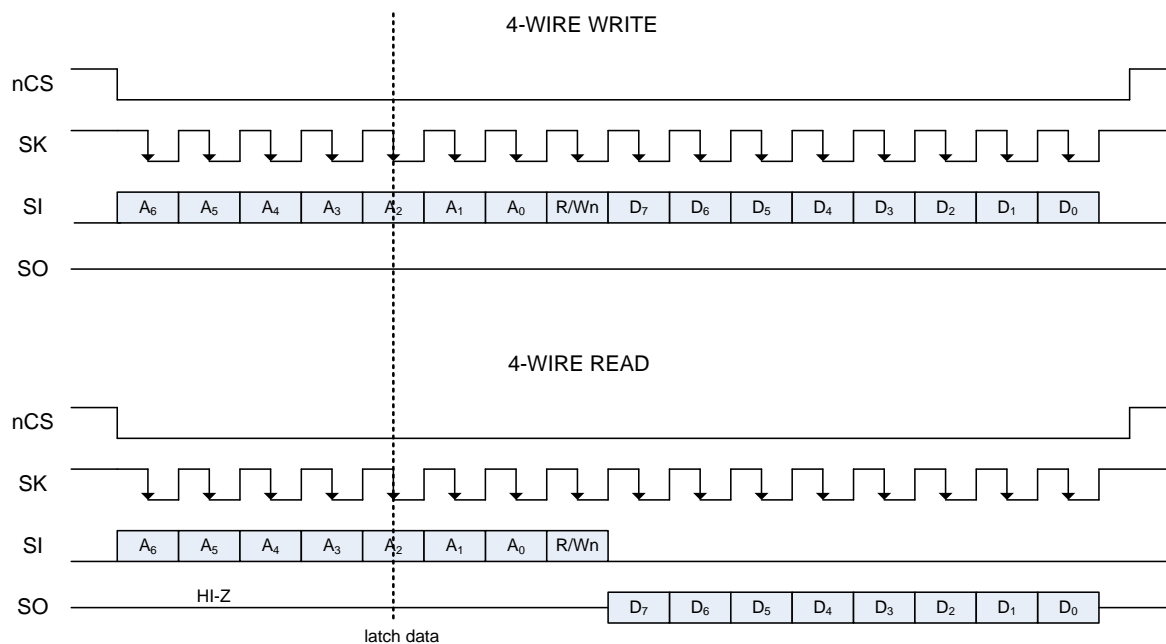 4-WIRE WRITE
nCS
SK
SI A₆ A₅ A₄ A₃ A₂ A₁ A₀ R/Wn D₇ D₆ D₅ D₄ D₃ D₂ D₁ D₀
SO
4-WIRE READ
nCS
SK
SI A₆ A₅ A₄ A₃ A₂ A₁ A₀ R/Wn
SO HI-Z D₇ D₆ D₅ D₄ D₃ D₂ D₁ D₀
latch data